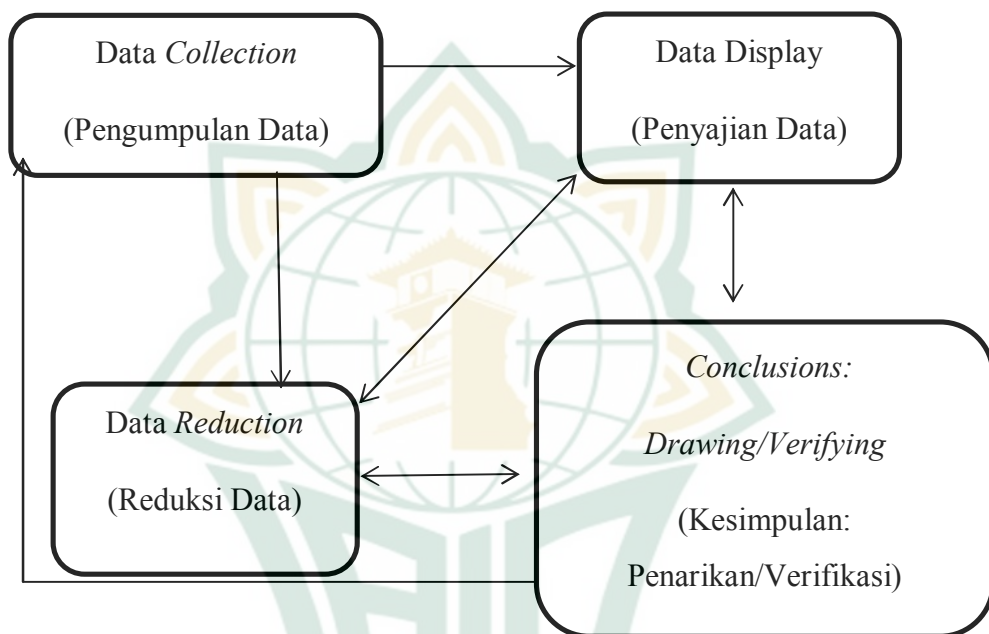 Data Collection
(Pengumpulan Data)
Data Display
(Penyajian Data)
Data Reduction
(Reduksi Data)
Conclusions:
Drawing/Verifying
(Kesimpulan:
Penarikan/Verifikasi)